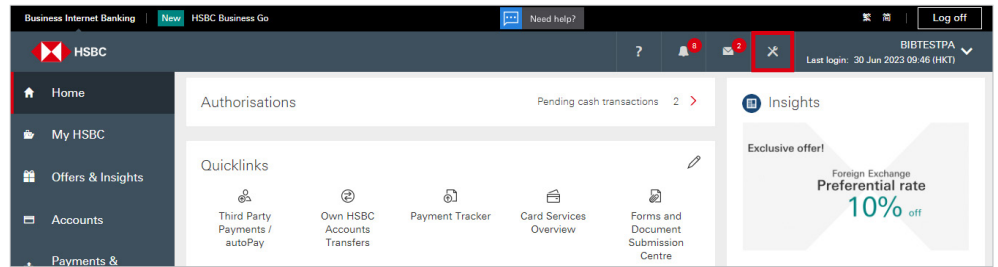 Business Internet Banking
New HSBC Business Go
Need help?
繁 简
Log off
HSBC
?
8
2
BIBTESTPA
Last login: 30 Jun 2023 09:46 (HKT)
Home
My HSBC
Offers & Insights
Accounts
Payments &
Authorisations
Pending cash transactions 2
Quicklinks
Third Party
Payments /
autoPay
Own HSBC
Accounts
Transfers
Payment Tracker
Card Services
Overview
Forms and
Document
Submission
Centre
Insights
Exclusive offer!
Foreign Exchange
Preferential rate
10% off